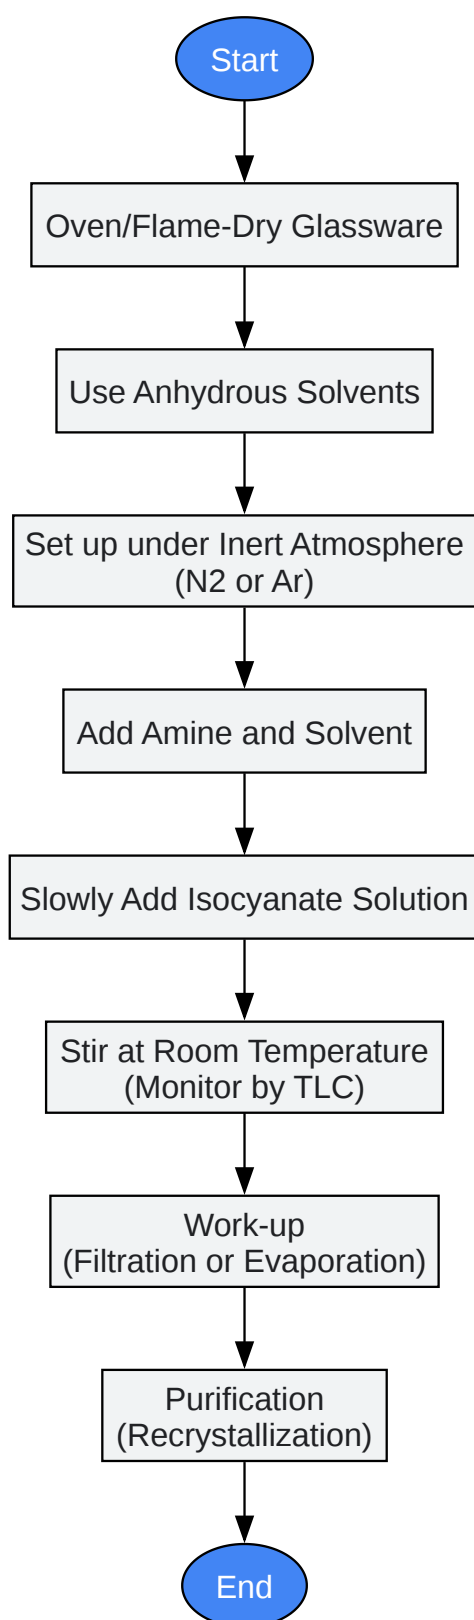 Start
Oven/Flame-Dry Glassware
Use Anhydrous Solvents
Set up under Inert Atmosphere
(N2 or Ar)
Add Amine and Solvent
Slowly Add Isocyanate Solution
Stir at Room Temperature
(Monitor by TLC)
Work-up
(Filtration or Evaporation)
Purification
(Recrystallization)
End